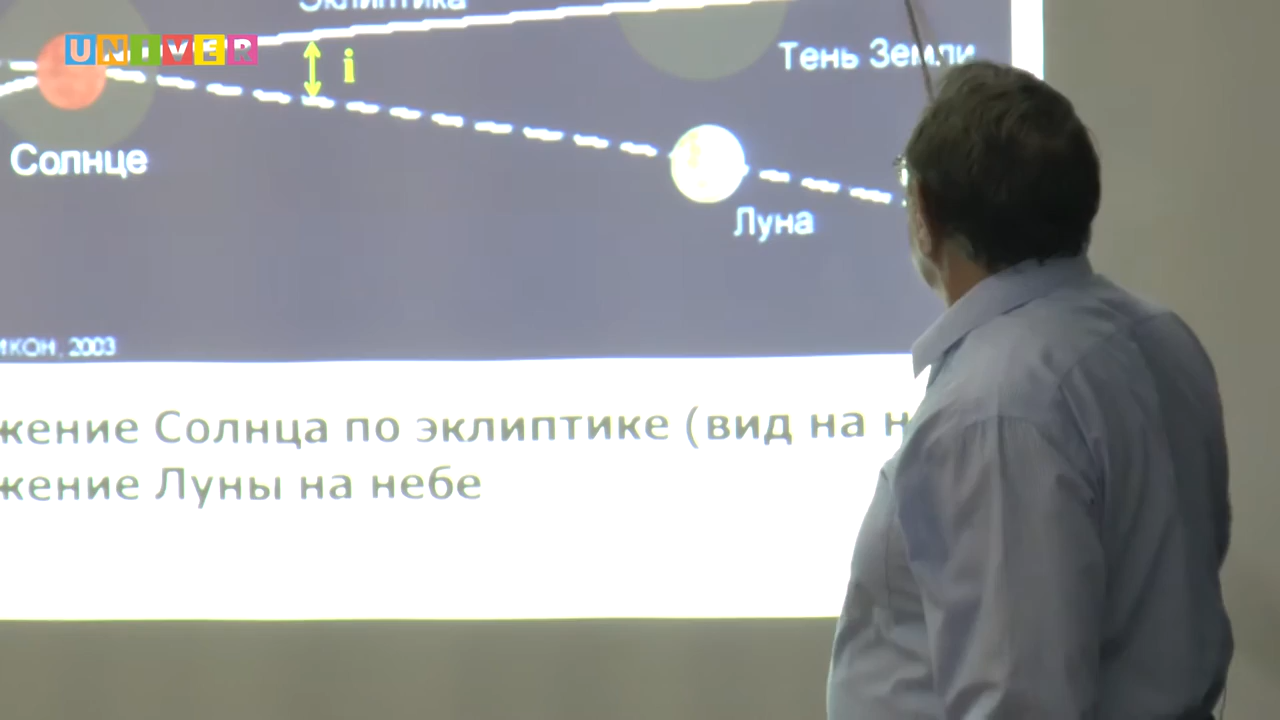 Эклиптика
UNIVER
i
Тень Земли
Солнце
Луна
ИКОН, 2003
жение Солнца по эклиптике (вид на н
жение Луны на небе